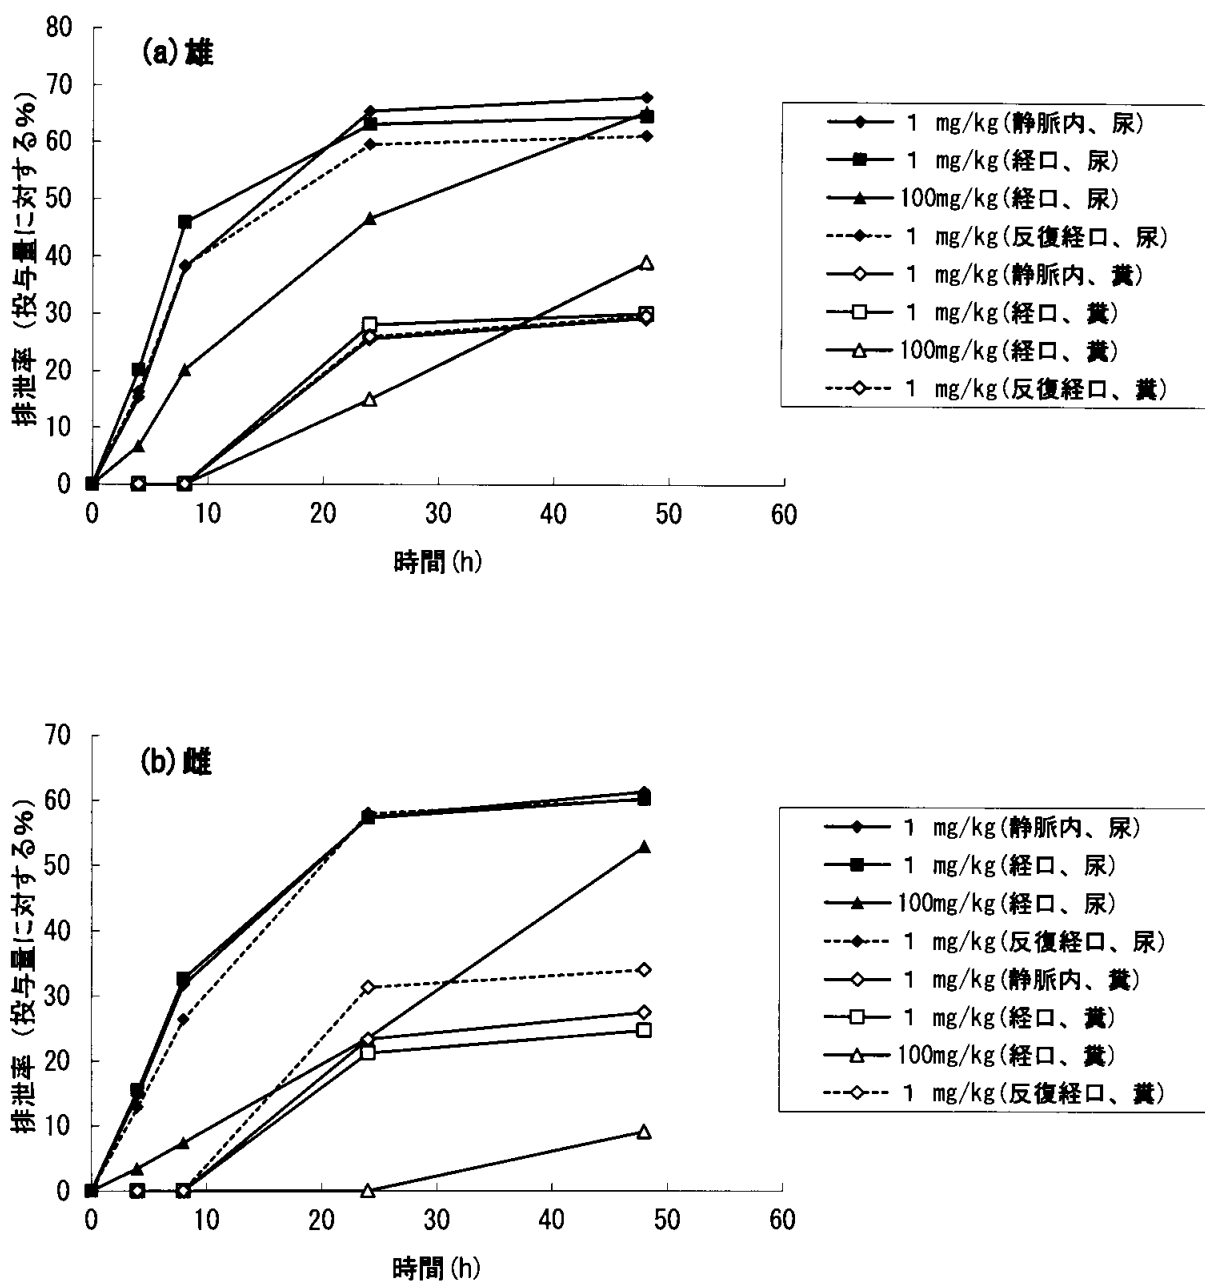 (a)雄
80
70
60
50
40
30
20
10
0
排泄率（投与量に対する%）
0 10 20 30 40 50 60
時間(h)
1 mg/kg(静脈内、尿)
1 mg/kg(経口、尿)
100mg/kg(経口、尿)
1 mg/kg(反復経口、尿)
1 mg/kg(静脈内、糞)
1 mg/kg(経口、糞)
100mg/kg(経口、糞)
1 mg/kg(反復経口、糞)
(b)雌
70
60
50
40
30
20
10
0
排泄率（投与量に対する%）
0 10 20 30 40 50 60
時間(h)
1 mg/kg(静脈内、尿)
1 mg/kg(経口、尿)
100mg/kg(経口、尿)
1 mg/kg(反復経口、尿)
1 mg/kg(静脈内、糞)
1 mg/kg(経口、糞)
100mg/kg(経口、糞)
1 mg/kg(反復経口、糞)